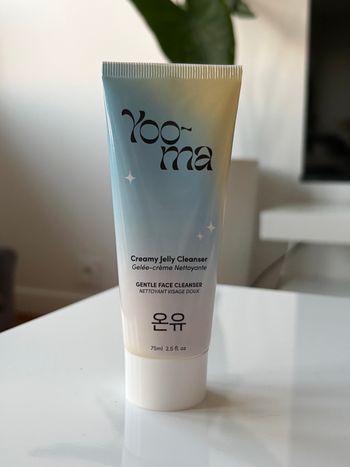 Yoo-
ma
Creamy Jelly Cleanser
Gelée-crème Nettoyante
GENTLE FACE CLEANSER
NETTOYANT VISAGE DOUX
온유
75ml 2.5 fl. oz